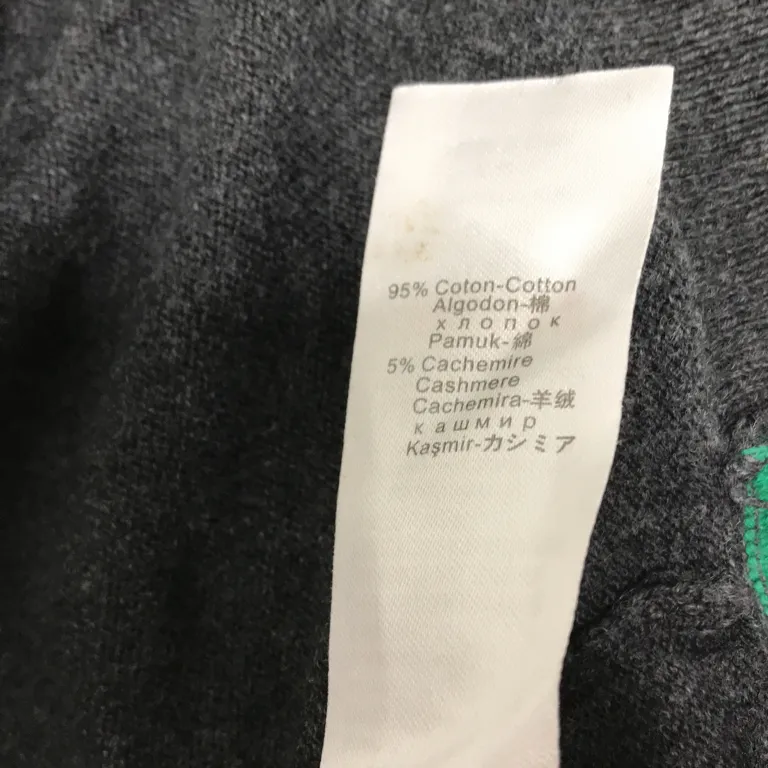 95% Coton-Cotton
Algodon-棉
хлопок
Pamuk-綿
5% Cachemire
Cashmere
Cachemira-羊绒
кашмир
Kaşmir-カシミア